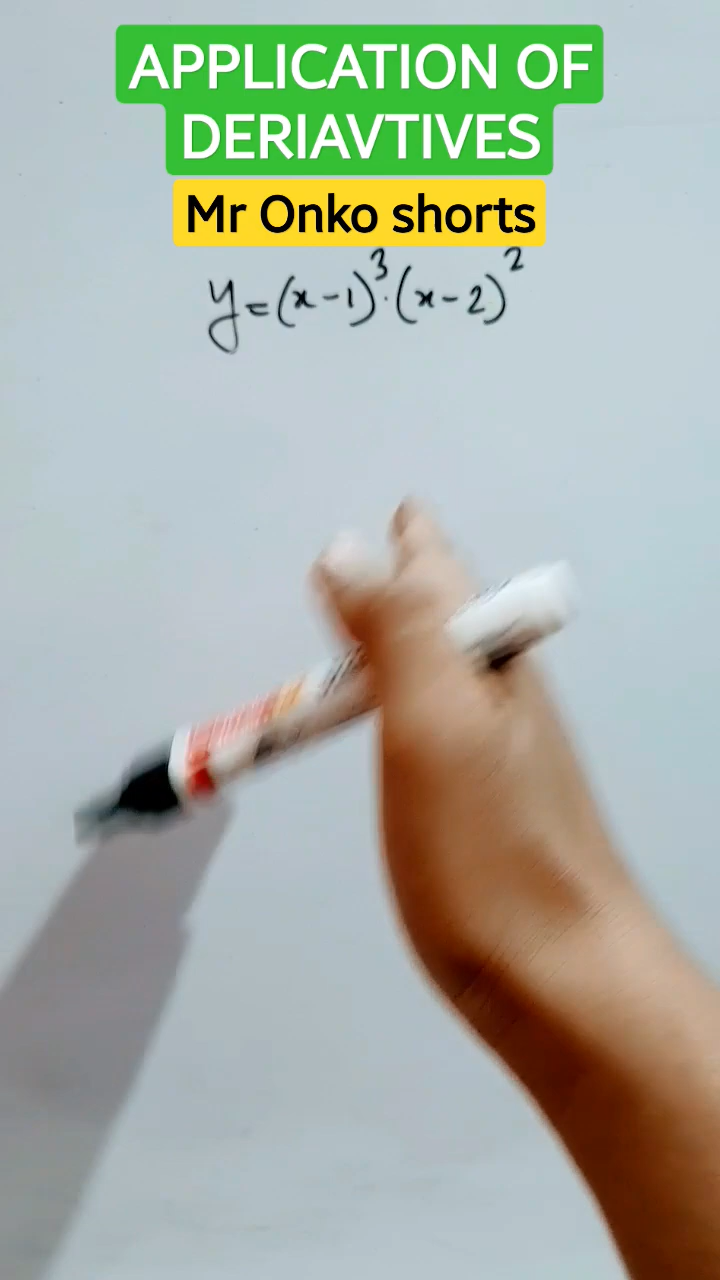 APPLICATION OF
DERIAVTIVES
Mr Onko shorts
y=(x-1)³·(x-2)²